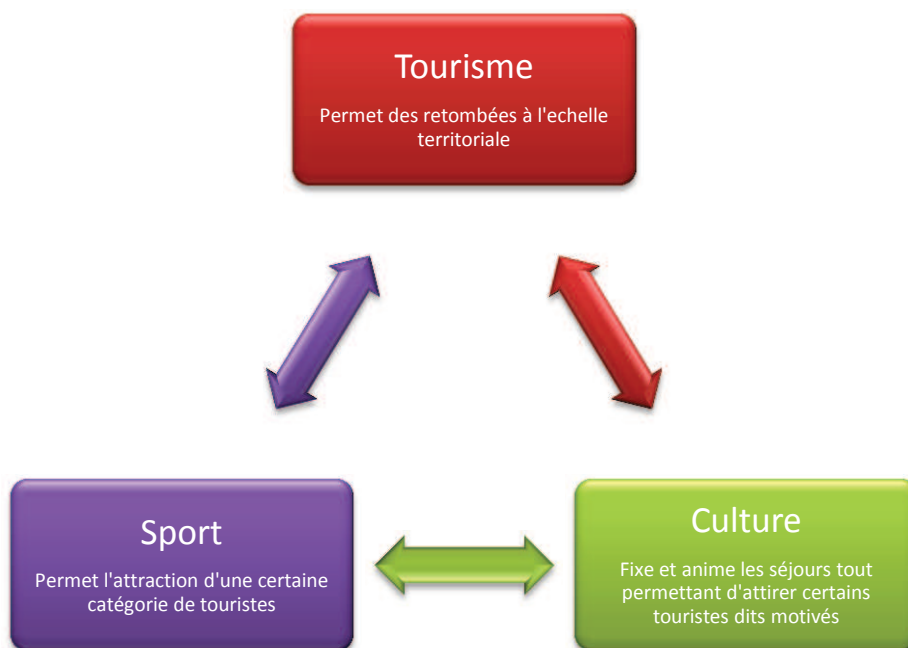 Tourisme
Permet des retombées à l'echelle
territoriale
Sport
Permet l'attraction d'une certaine
catégorie de touristes
Culture
Fixe et anime les séjours tout
permettant d'attirer certains
touristes dits motivés